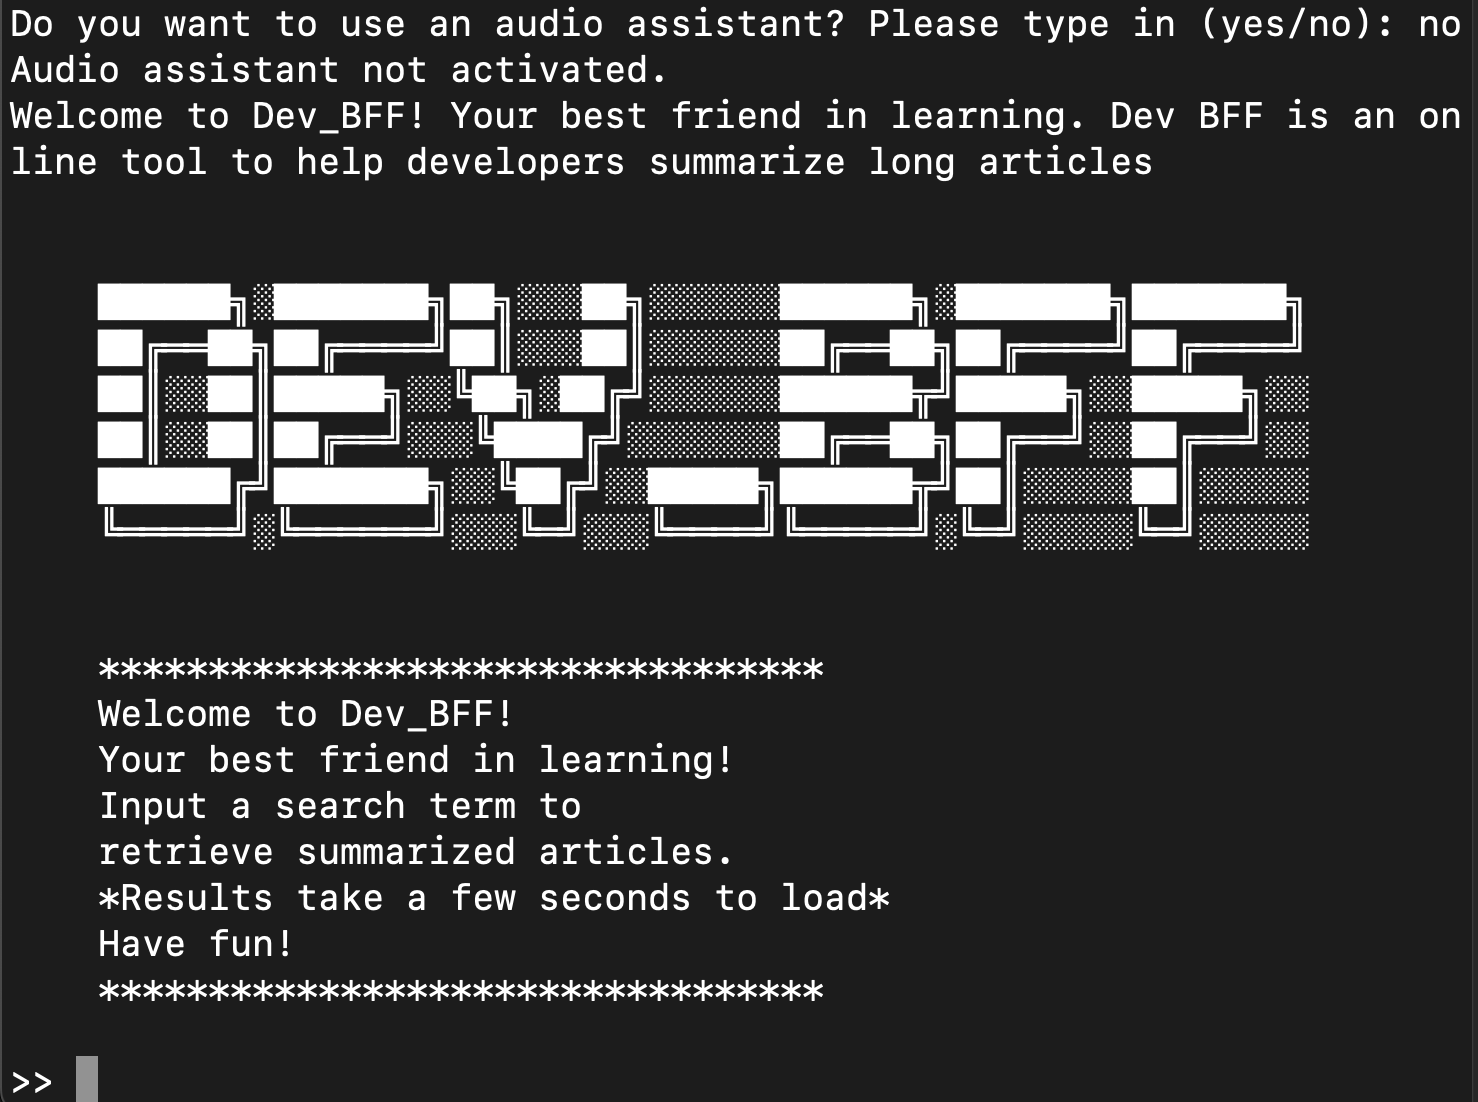 Do you want to use an audio assistant? Please type in (yes/no): no
Audio assistant not activated.
Welcome to Dev_BFF! Your best friend in learning. Dev BFF is an on
line tool to help developers summarize long articles
DEV_BFF
*********************************
Welcome to Dev_BFF!
Your best friend in learning!
Input a search term to
retrieve summarized articles.
*Results take a few seconds to load*
Have fun!
*********************************
>>